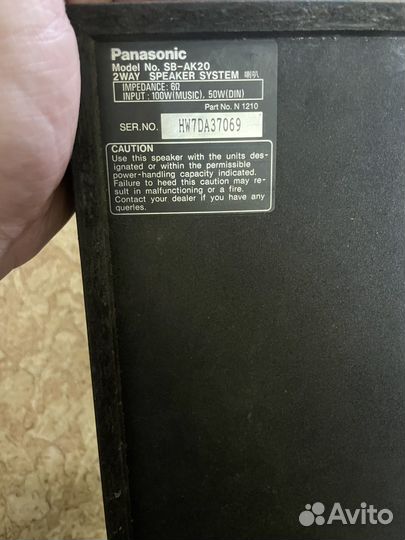 Panasonic
Model No. SB-AK20
2WAY SPEAKER SYSTEM 喇叭
IMPEDANCE: 6Ω
INPUT: 100W(MUSIC), 50W(DIN)
Part No. N 1210
SER.NO. HW7DA37069
CAUTION
Use this speaker with the units des-
ignated or within the permissible
power-handling capacity indicated.
Failure to heed this caution may re-
sult in malfunctioning or a fire.
Contact your dealer if you have any
queries.
Avito